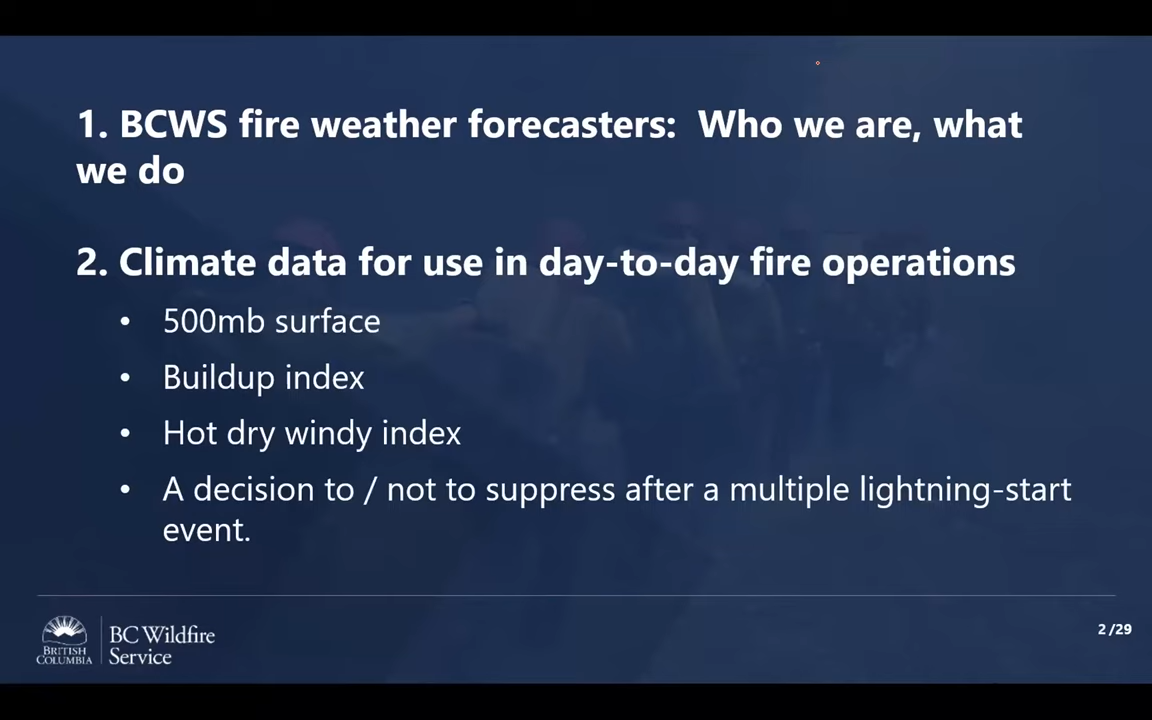 1. BCWS fire weather forecasters:  Who we are, what
we do
2. Climate data for use in day-to-day fire operations
• 500mb surface
• Buildup index
• Hot dry windy index
• A decision to / not to suppress after a multiple lightning-start
event.
BRITISH
COLUMBIA
BC Wildfire
Service
2 /29